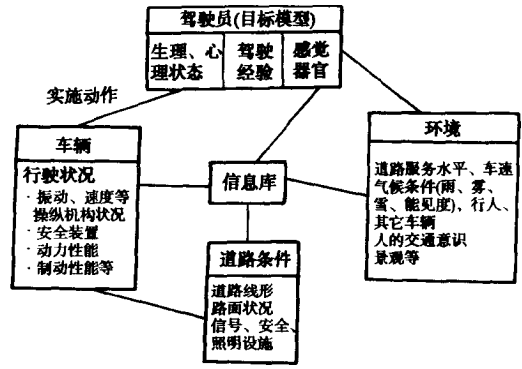 驾驶员(目标模型)
生理、心
理状态
驾驶
经验
感觉
器官
实施动作
车辆
行驶状况
·振动、速度等
操纵机构状况
·安全装置
·动力性能
·制动性能等
信息库
环境
道路服务水平、车速
气候条件(雨、雾、
雪、能见度)、行人、
其它车辆
人的交通意识
景观等
道路条件
道路线形
路面状况
信号、安全、
照明设施